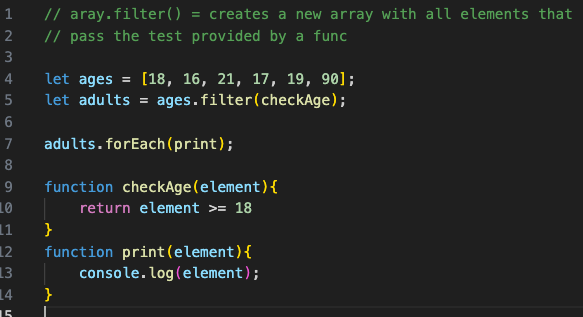 1 // aray.filter() = creates a new array with all elements that
2 // pass the test provided by a func
3
4 let ages = [18, 16, 21, 17, 19, 90];
5 let adults = ages.filter(checkAge);
6
7 adults.forEach(print);
8
9 function checkAge(element){
10     return element >= 18
11 }
12 function print(element){
13     console.log(element);
14 }
15